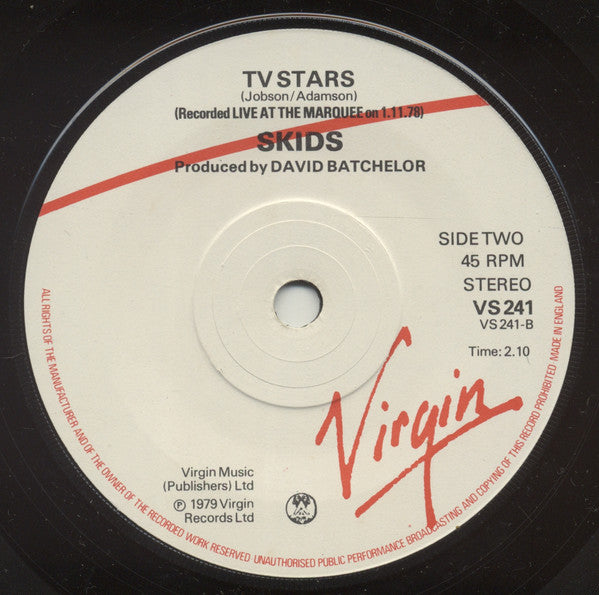 TV STARS
(Jobson/Adamson)
(Recorded LIVE AT THE MARQUEE on 1.11.78)
SKIDS
Produced by DAVID BATCHELOR
SIDE TWO
45 RPM
STEREO
VS 241
VS 241-B
Time: 2.10
Virgin
Virgin Music
(Publishers) Ltd
℗ 1979 Virgin
Records Ltd
ALL RIGHTS OF THE MANUFACTURER AND OF THE OWNER OF THE RECORDED WORK RESERVED · UNAUTHORISED PUBLIC PERFORMANCE BROADCASTING AND COPYING OF THIS RECORD PROHIBITED · MADE IN ENGLAND